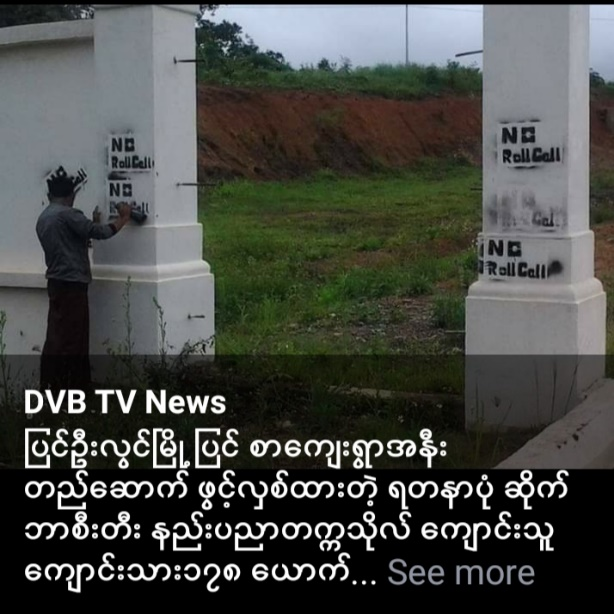 NO
Roll Call
NO
Roll Call
NO
Roll Call
Roll Call
NO
Roll Call
DVB TV News
ပြင်ဦးလွင်မြို့ပြင် စာကျေးရွာအနီး
တည်ဆောက် ဖွင့်လှစ်ထားတဲ့ ရတနာပုံ ဆိုက်
ဘာစီးတီး နည်းပညာတက္ကသိုလ် ကျောင်းသူ
ကျောင်းသား၁၇၈ ယောက်... See more